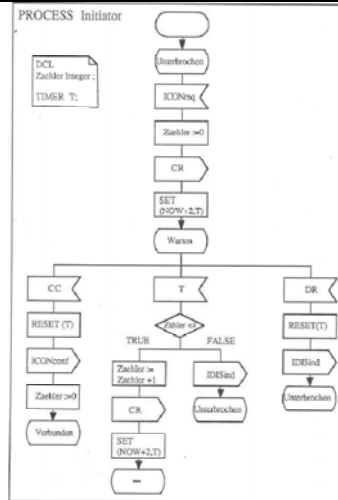 PROCESS Initiator
DCL
Zaehler Integer ;
TIMER T;
Unterbrochen
ICONreq
Zaehler :=0
CR
SET
(NOW+2,T)
Warten
CC
T
DR
RESET (T)
Zähler <4
RESET(T)
TRUE
FALSE
ICONconf
Zaehler :=
Zaehler +1
IDISind
IDISind
Zaehler :=0
CR
Unterbrochen
Unterbrochen
Verbunden
SET
(NOW+2,T)